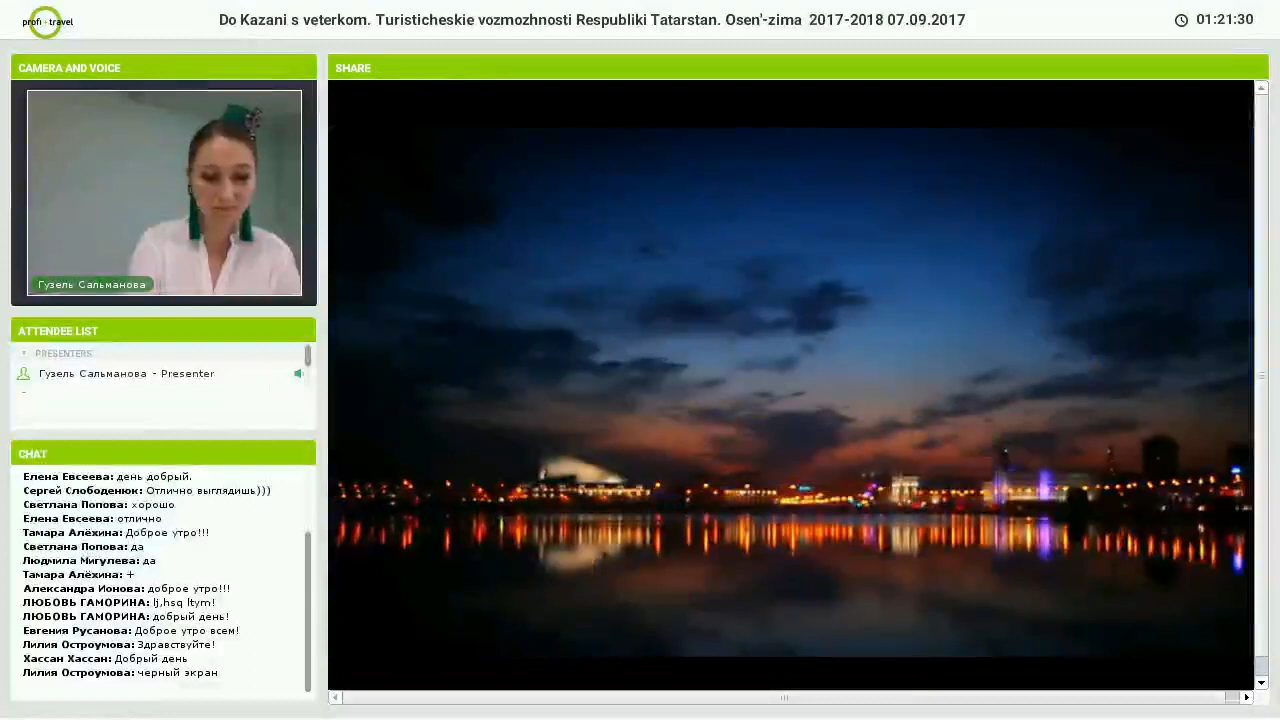 profi travel
Do Kazani s veterkom. Turisticheskie vozmozhnosti Respubliki Tatarstan. Osen'-zima 2017-2018 07.09.2017
01:21:30
CAMERA AND VOICE
Гузель Сальманова
SHARE
ATTENDEE LIST
PRESENTERS
Гузель Сальманова - Presenter
CHAT
Елена Евсеева: день добрый.
Сергей Слободенюк: Отлично выглядишь)))
Светлана Попова: хорошо
Елена Евсеева: отлично
Тамара Алёхина: Доброе утро!!!
Светлана Попова: да
Людмила Мигулева: да
Тамара Алёхина: +
Александра Ионова: доброе утро!!!
ЛЮБОВЬ ГАМОРИНА: lj,hsq ltym!
ЛЮБОВЬ ГАМОРИНА: добрый день!
Евгения Русанова: Доброе утро всем!
Лилия Остроумова: Здравствуйте!
Хассан Хассан: Добрый день
Лилия Остроумова: черный экран